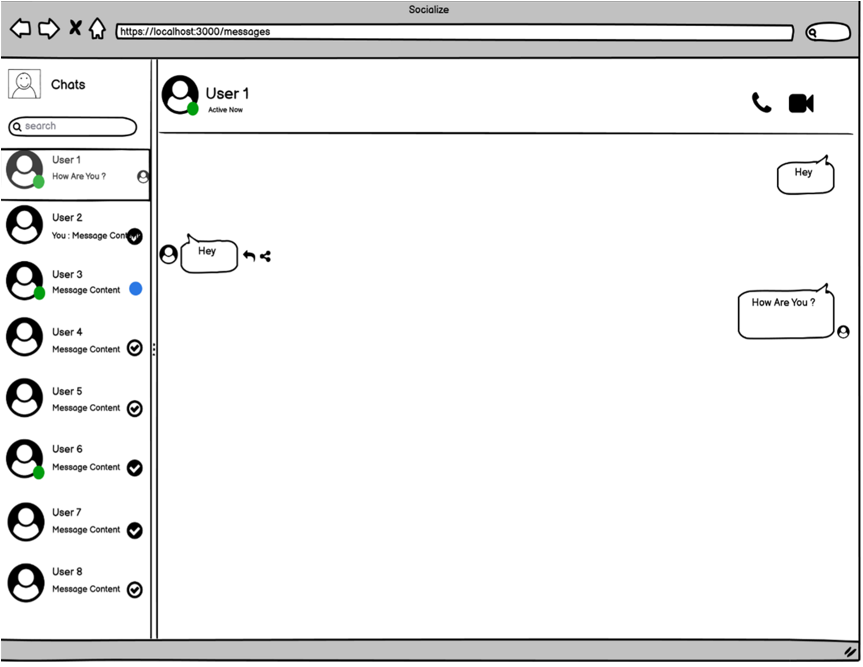 Socialize
https://localhost:3000/messages
Chats
search
User 1
How Are You ?
User 2
You : Message Content
User 3
Message Content
User 4
Message Content
User 5
Message Content
User 6
Message Content
User 7
Message Content
User 8
Message Content
User 1
Active Now
Hey
Hey
How Are You ?